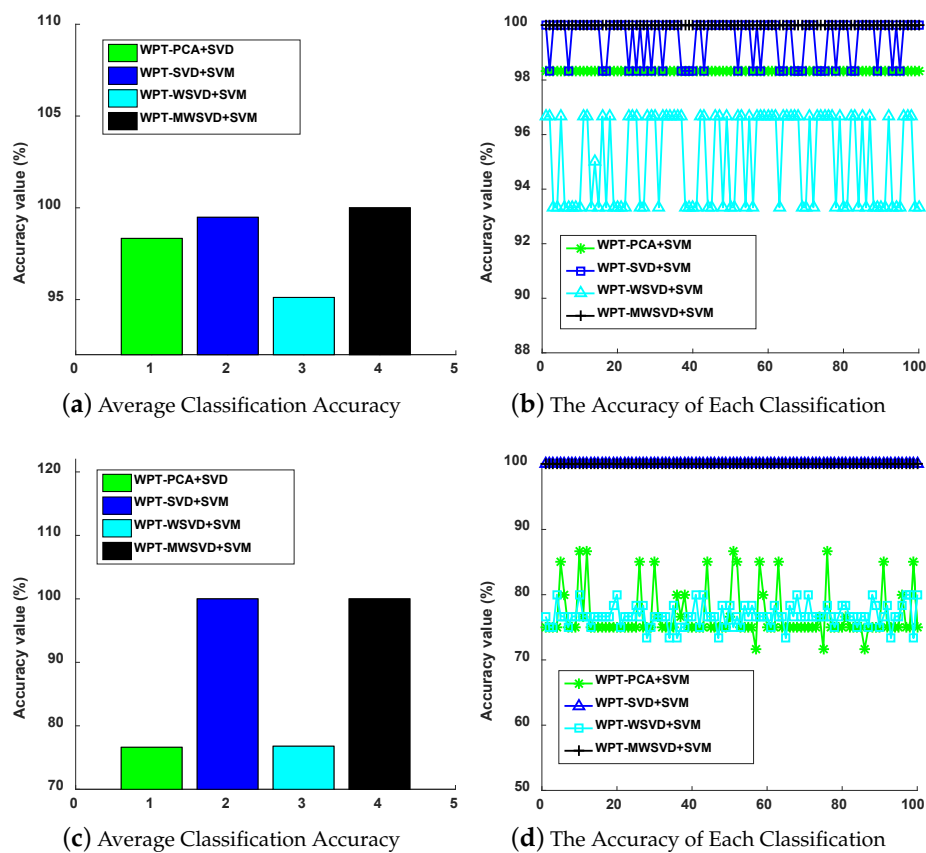 110
105
100
95
Accuracy value (%)
WPT-PCA+SVD
WPT-SVD+SVM
WPT-WSVD+SVM
WPT-MWSVD+SVM
0 1 2 3 4 5
(a) Average Classification Accuracy
100
98
96
94
92
90
88
Accuracy value (%)
WPT-PCA+SVM
WPT-SVD+SVM
WPT-WSVD+SVM
WPT-MWSVD+SVM
0 20 40 60 80 100
(b) The Accuracy of Each Classification
120
110
100
90
80
70
Accuracy value (%)
WPT-PCA+SVD
WPT-SVD+SVM
WPT-WSVD+SVM
WPT-MWSVD+SVM
0 1 2 3 4 5
(c) Average Classification Accuracy
100
90
80
70
60
50
Accuracy value (%)
WPT-PCA+SVM
WPT-SVD+SVM
WPT-WSVD+SVM
WPT-MWSVD+SVM
0 20 40 60 80 100
(d) The Accuracy of Each Classification